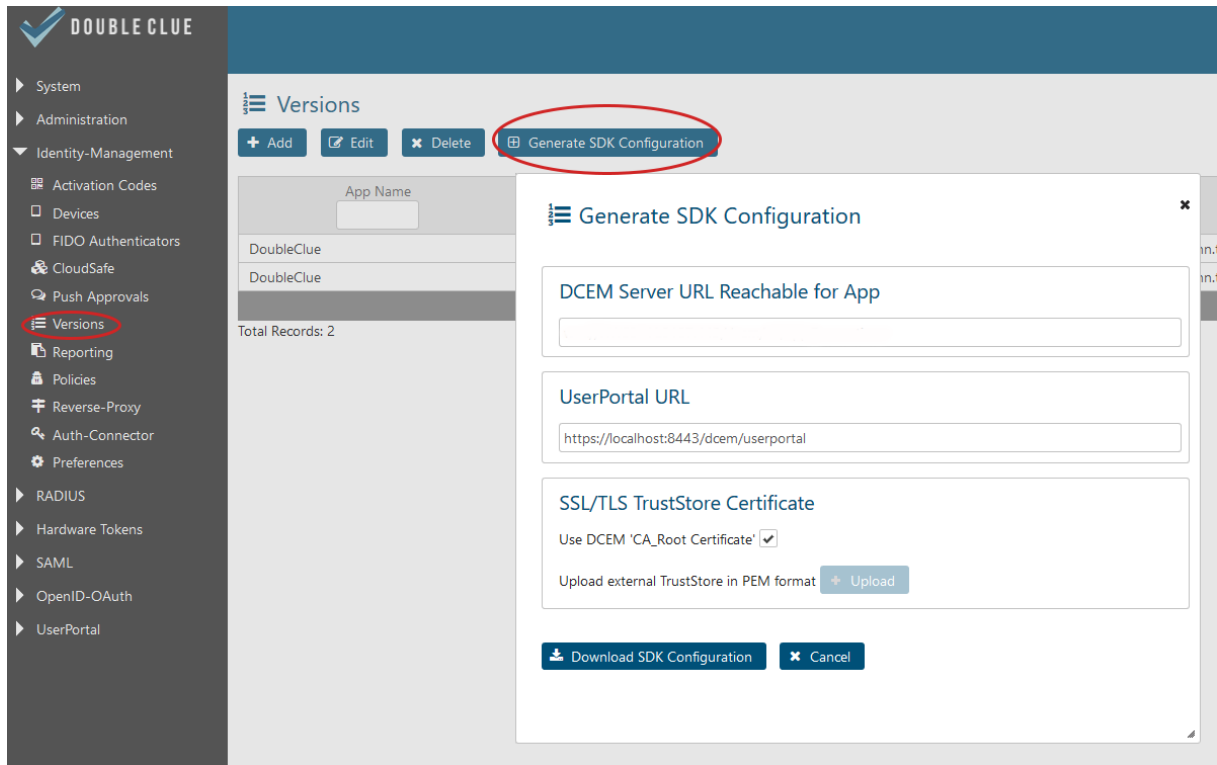 DOUBLE CLUE
System
Administration
Identity-Management
Activation Codes
Devices
FIDO Authenticators
CloudSafe
Push Approvals
Versions
Reporting
Policies
Reverse-Proxy
Auth-Connector
Preferences
RADIUS
Hardware Tokens
SAML
OpenID-OAuth
UserPortal
Versions
Add Edit Delete Generate SDK Configuration
App Name
DoubleClue
DoubleClue
Total Records: 2
Generate SDK Configuration
DCEM Server URL Reachable for App
UserPortal URL
https://localhost:8443/dcem/userportal
SSL/TLS TrustStore Certificate
Use DCEM 'CA_Root Certificate'
Upload external TrustStore in PEM format + Upload
Download SDK Configuration Cancel